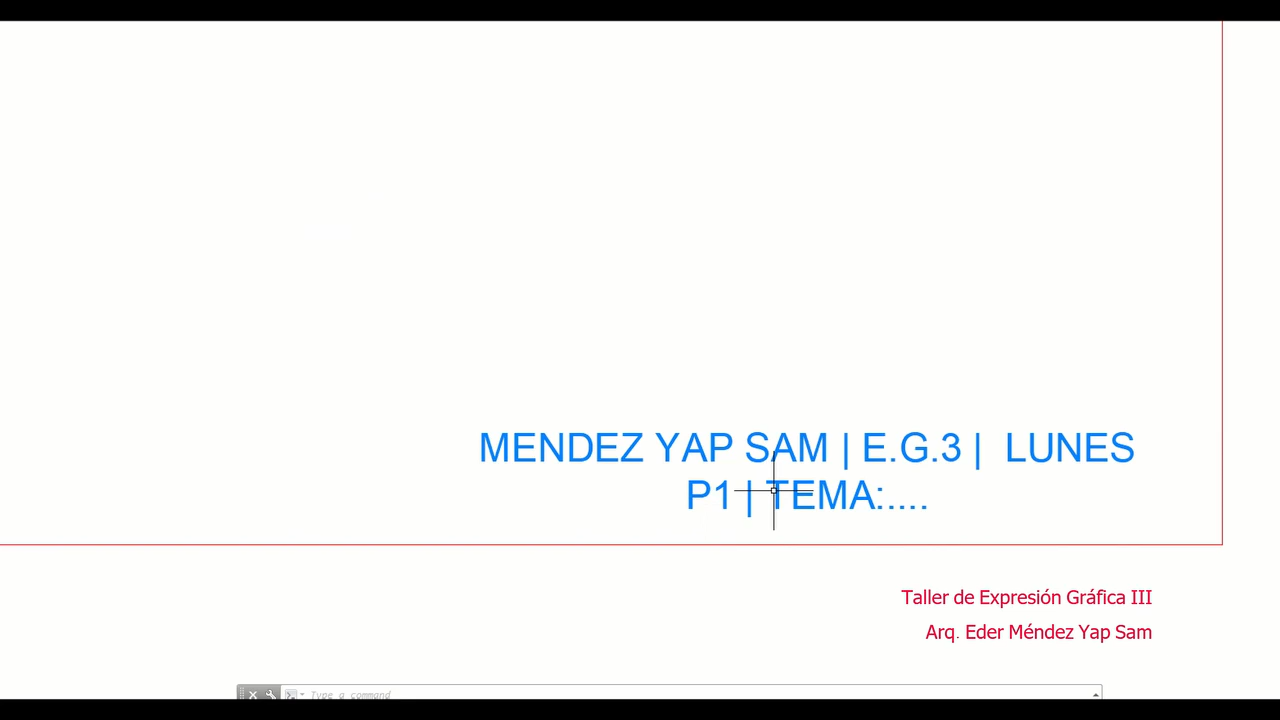 MENDEZ YAP SAM | E.G.3 |  LUNES
P1 | TEMA:....
Taller de Expresión Gráfica III
Arq. Eder Méndez Yap Sam
Type a command